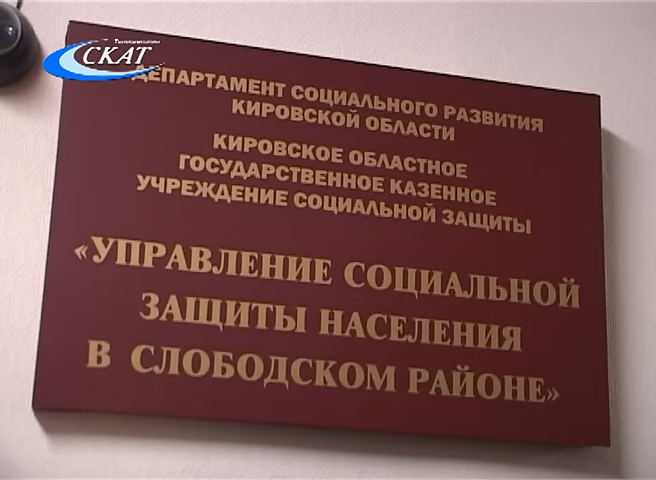 СКАТ
ДЕПАРТАМЕНТ СОЦИАЛЬНОГО РАЗВИТИЯ
КИРОВСКОЙ ОБЛАСТИ
КИРОВСКОЕ ОБЛАСТНОЕ
ГОСУДАРСТВЕННОЕ КАЗЕННОЕ
УЧРЕЖДЕНИЕ СОЦИАЛЬНОЙ ЗАЩИТЫ
«УПРАВЛЕНИЕ СОЦИАЛЬНОЙ
ЗАЩИТЫ НАСЕЛЕНИЯ
В СЛОБОДСКОМ РАЙОНЕ»